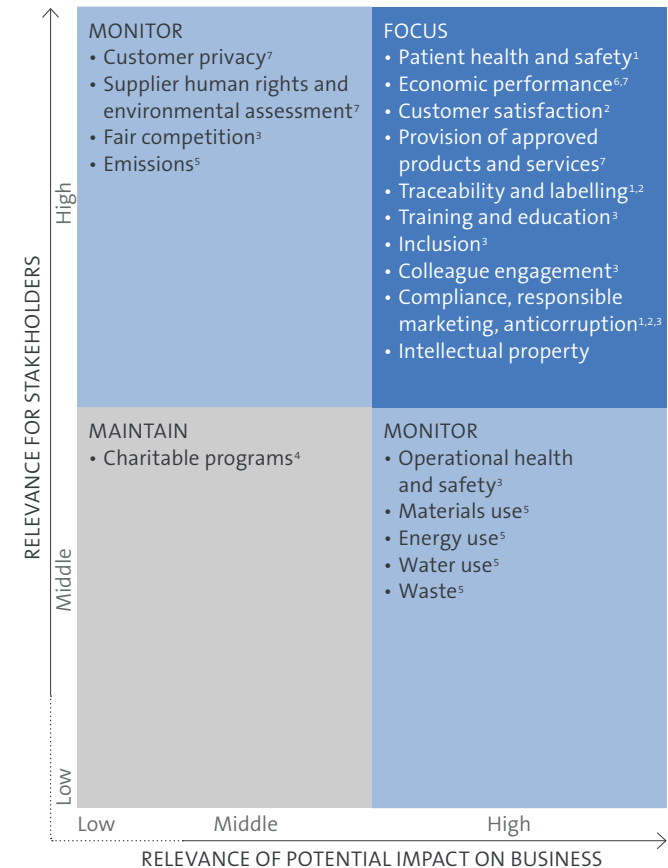 MONITOR
• Customer privacy⁷
• Supplier human rights and
environmental assessment⁷
• Fair competition³
• Emissions⁵
FOCUS
• Patient health and safety¹
• Economic performance⁶,⁷
• Customer satisfaction²
• Provision of approved
products and services⁷
• Traceability and labelling¹,²
• Training and education³
• Inclusion³
• Colleague engagement³
• Compliance, responsible
marketing, anticorruption¹,²,³
• Intellectual property
MAINTAIN
• Charitable programs⁴
MONITOR
• Operational health
and safety³
• Materials use⁵
• Energy use⁵
• Water use⁵
• Waste⁵
RELEVANCE FOR STAKEHOLDERS
High
Middle
Low
Low
Middle
High
RELEVANCE OF POTENTIAL IMPACT ON BUSINESS